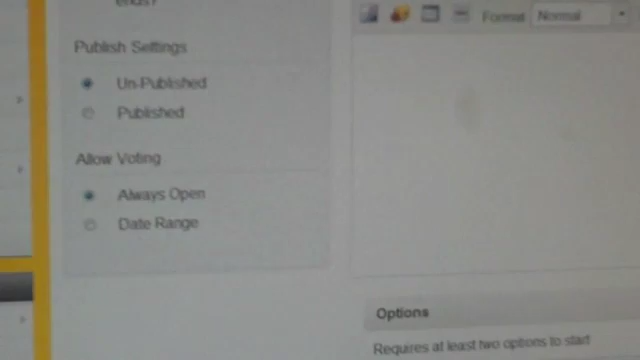 ends?
Publish Settings
Un-Published
Published
Allow Voting
Always Open
Date Range
Format Normal
Options
Requires at least two options to start